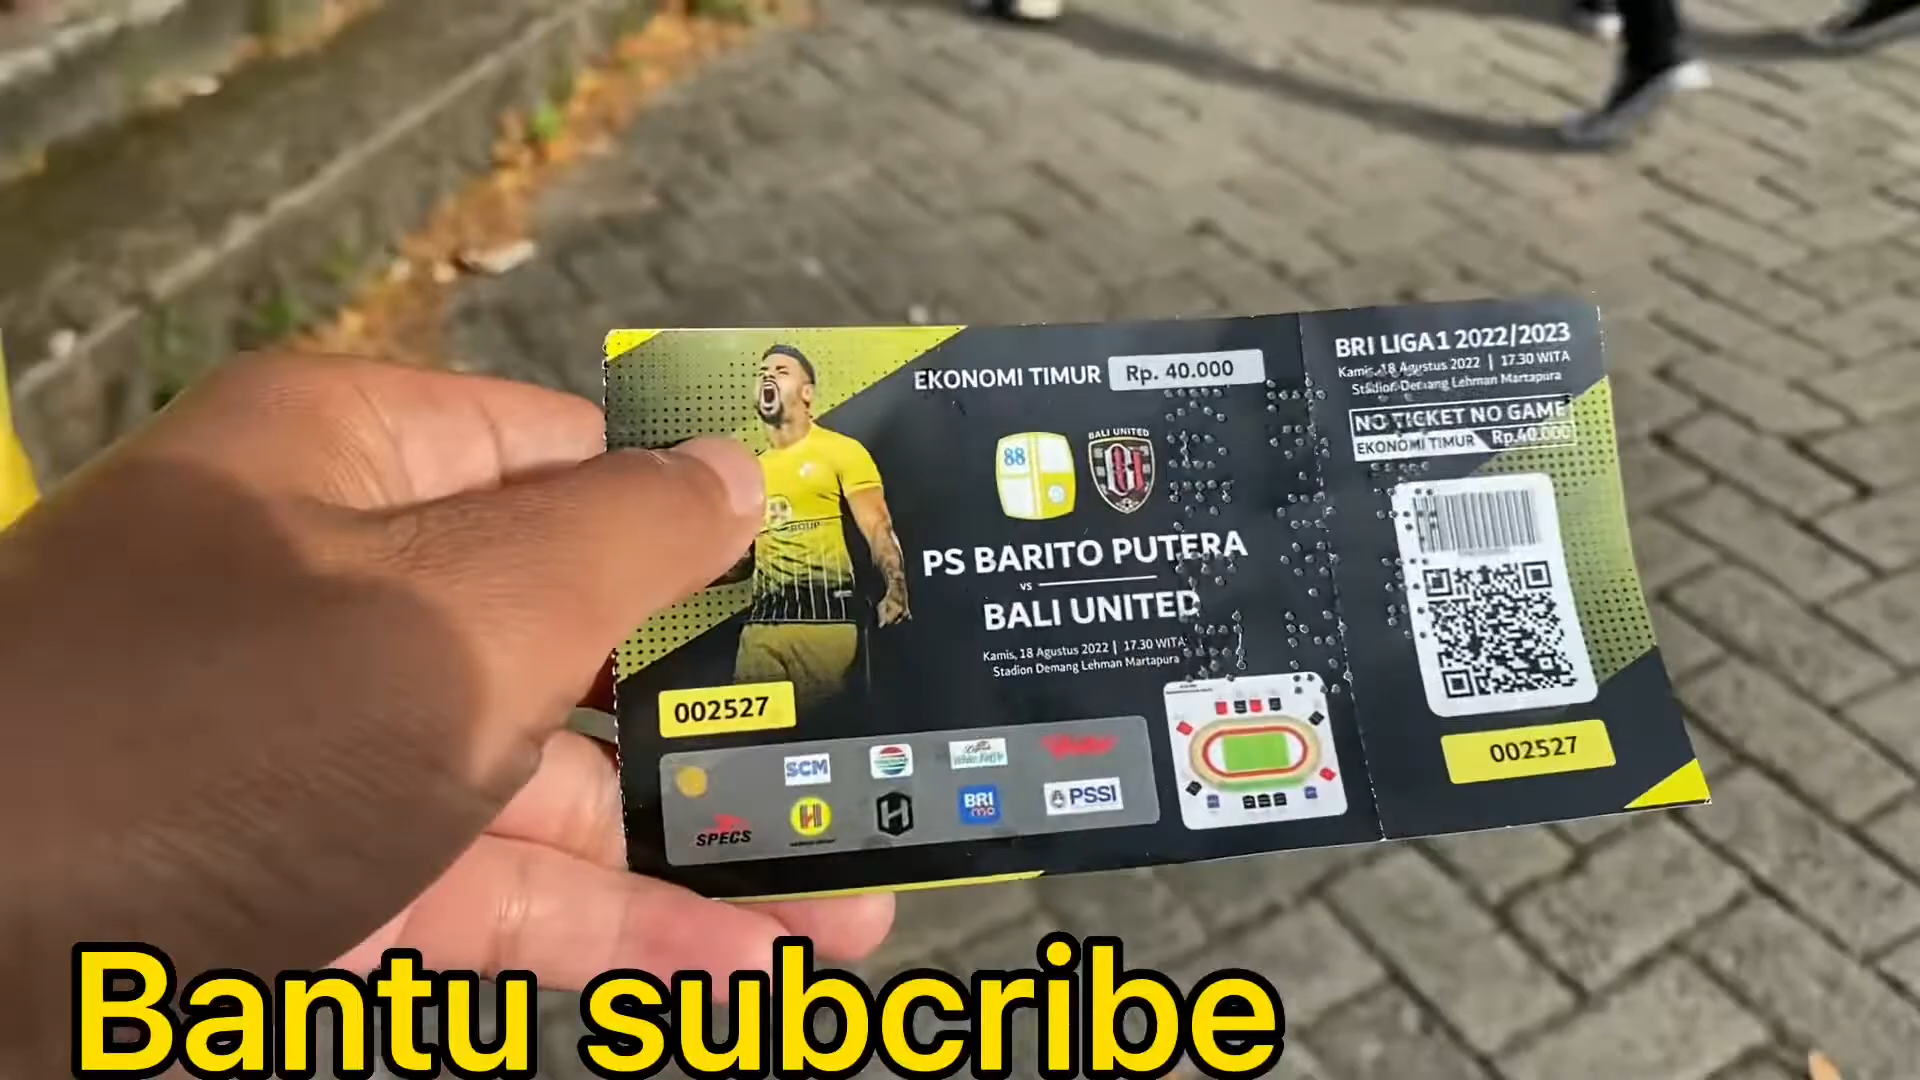 EKONOMI TIMUR Rp. 40.000
88
BALI UNITED
PS BARITO PUTERA
vs
BALI UNITED
Kamis, 18 Agustus 2022 | 17.30 WITA
Stadion Demang Lehman Martapura
002527
SCM
SPECS
H
H
BRI
mo
PSSI
BRI LIGA 1 2022/2023
Kamis, 18 Agustus 2022 | 17.30 WITA
Stadion Demang Lehman Martapura
NO TICKET NO GAME
EKONOMI TIMUR Rp.40.000
002527
Bantu subcribe